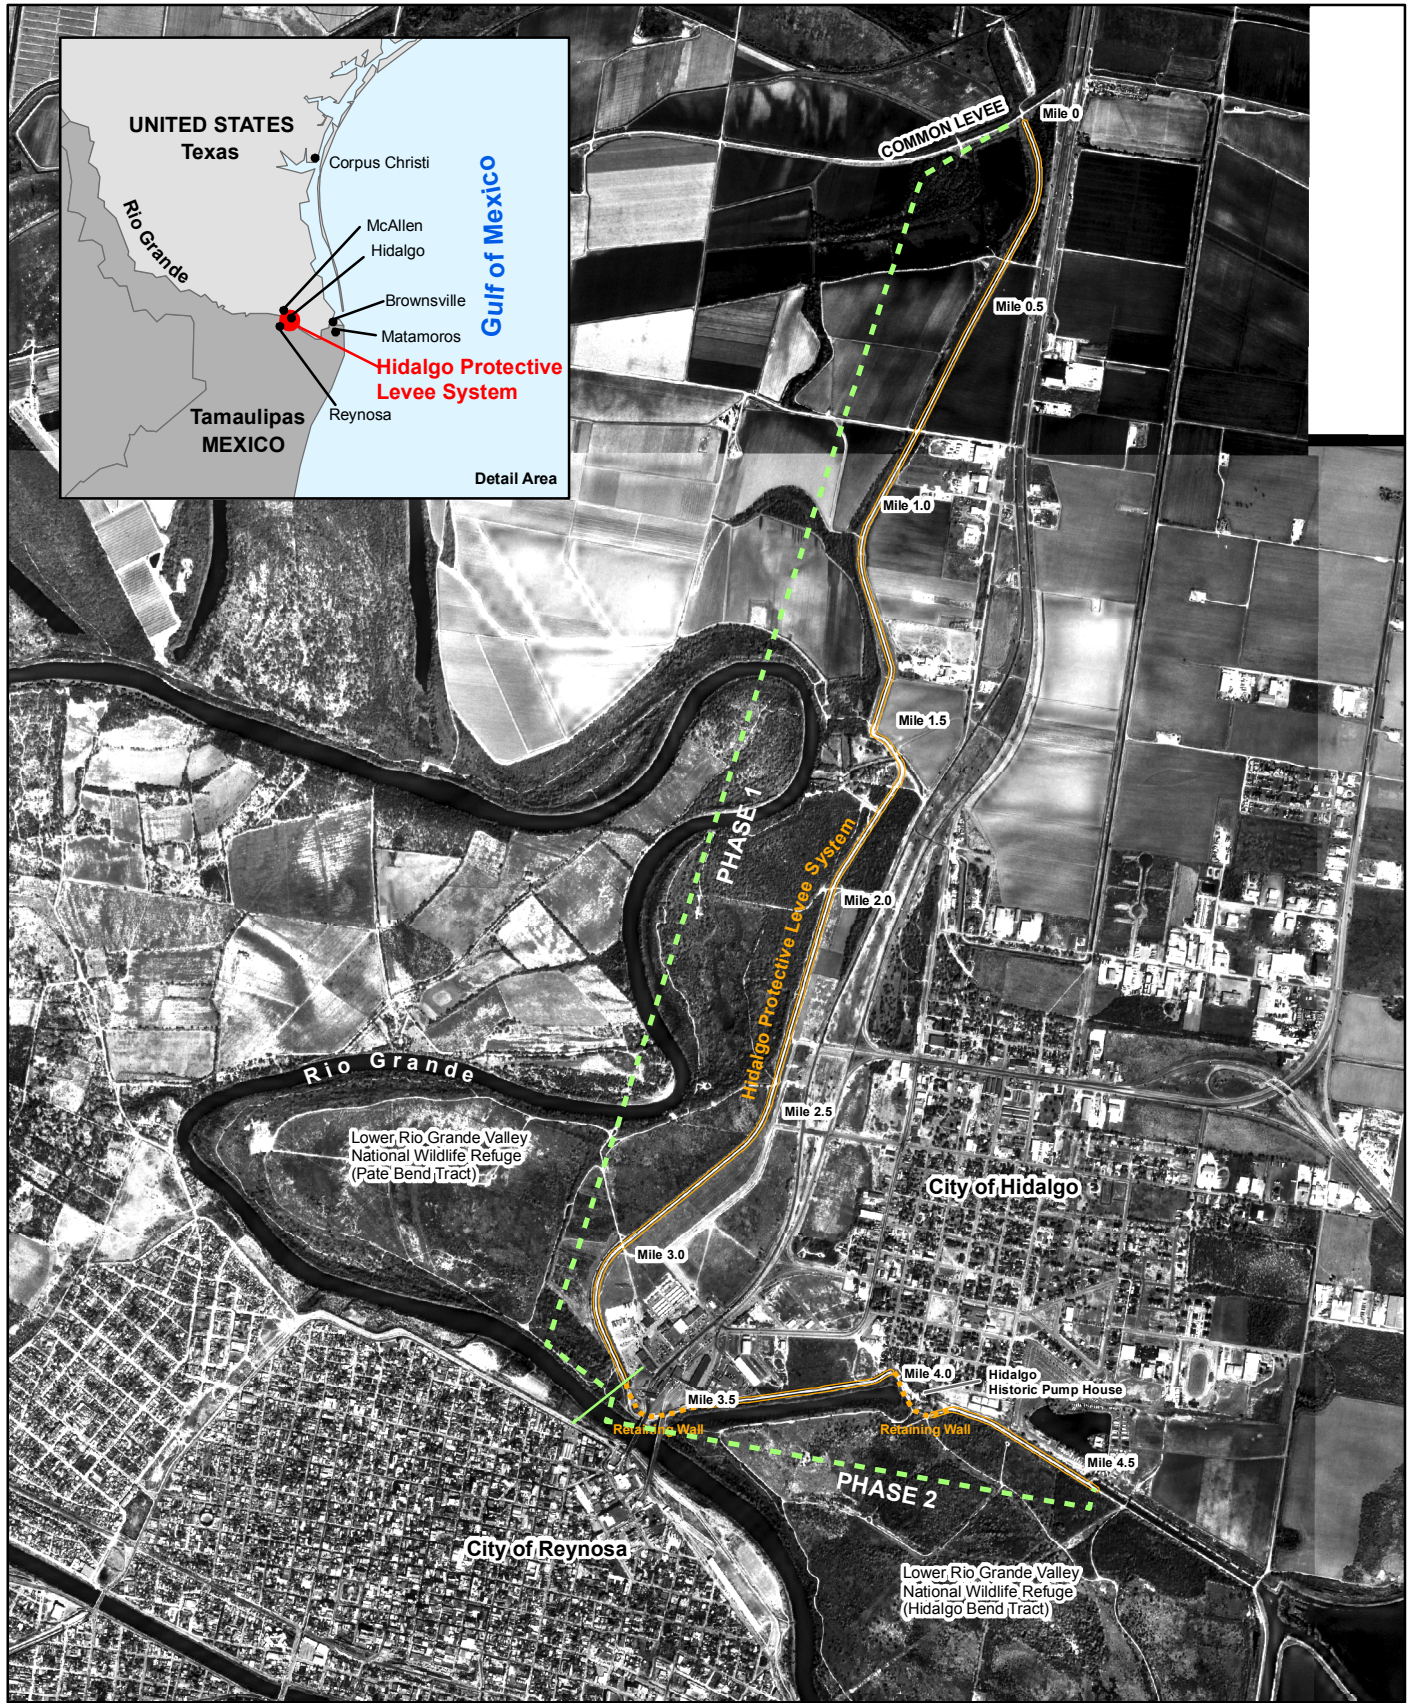 UNITED STATES
Texas
Corpus Christi
Rio Grande
Gulf of Mexico
McAllen
Hidalgo
Brownsville
Matamoros
Hidalgo Protective
Levee System
Reynosa
Tamaulipas
MEXICO
Detail Area
COMMON LEVEE
Mile 0
Mile 0.5
Mile 1.0
Mile 1.5
PHASE 1
Hidalgo Protective Levee System
Mile 2.0
Rio Grande
Mile 2.5
Lower Rio Grande Valley
National Wildlife Refuge
(Pate Bend Tract)
City of Hidalgo
Mile 3.0
Mile 3.5
Mile 4.0
Hidalgo
Historic Pump House
Retaining Wall
Retaining Wall
Mile 4.5
PHASE 2
City of Reynosa
Lower Rio Grande Valley
National Wildlife Refuge
(Hidalgo Bend Tract)